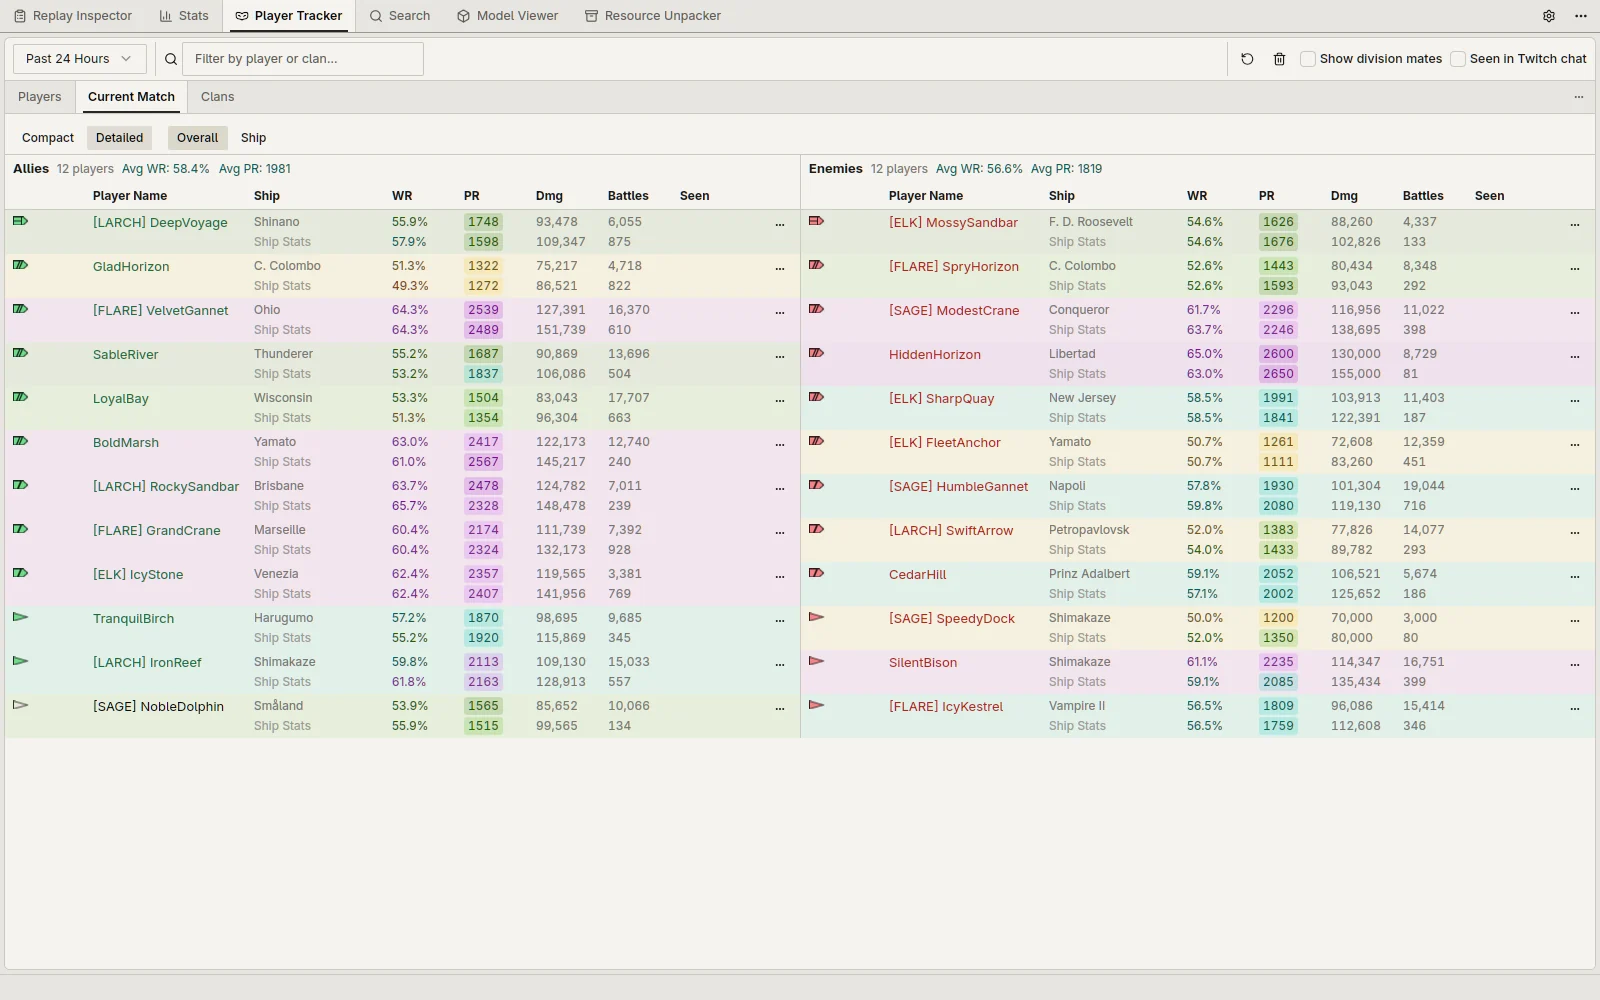 Replay Inspector Stats Player Tracker Search Model Viewer Resource Unpacker ...
Past 24 Hours Filter by player or clan... Show division mates Seen in Twitch chat
Players Current Match Clans ...
Compact Detailed Overall Ship
Allies 12 players Avg WR: 58.4% Avg PR: 1981
Player Name Ship WR PR Dmg Battles Seen
[LARCH] DeepVoyage Shinano 55.9% 1748 93,478 6,055 ...
Ship Stats 57.9% 1598 109,347 875
GladHorizon C. Colombo 51.3% 1322 75,217 4,718 ...
Ship Stats 49.3% 1272 86,521 822
[FLARE] VelvetGannet Ohio 64.3% 2539 127,391 16,370 ...
Ship Stats 64.3% 2489 151,739 610
SableRiver Thunderer 55.2% 1687 90,869 13,696 ...
Ship Stats 53.2% 1837 106,086 504
LoyalBay Wisconsin 53.3% 1504 83,043 17,707 ...
Ship Stats 51.3% 1354 96,304 663
BoldMarsh Yamato 63.0% 2417 122,173 12,740 ...
Ship Stats 61.0% 2567 145,217 240
[LARCH] RockySandbar Brisbane 63.7% 2478 124,782 7,011 ...
Ship Stats 65.7% 2328 148,478 239
[FLARE] GrandCrane Marseille 60.4% 2174 111,739 7,392 ...
Ship Stats 60.4% 2324 132,173 928
[ELK] IcyStone Venezia 62.4% 2357 119,565 3,381 ...
Ship Stats 62.4% 2407 141,956 769
TranquilBirch Harugumo 57.2% 1870 98,695 9,685 ...
Ship Stats 55.2% 1920 115,869 345
[LARCH] IronReef Shimakaze 59.8% 2113 109,130 15,033 ...
Ship Stats 61.8% 2163 128,913 557
[SAGE] NobleDolphin Småland 53.9% 1565 85,652 10,066 ...
Ship Stats 55.9% 1515 99,565 134
Enemies 12 players Avg WR: 56.6% Avg PR: 1819
Player Name Ship WR PR Dmg Battles Seen
[ELK] MossySandbar F. D. Roosevelt 54.6% 1626 88,260 4,337 ...
Ship Stats 54.6% 1676 102,826 133
[FLARE] SpryHorizon C. Colombo 52.6% 1443 80,434 8,348 ...
Ship Stats 52.6% 1593 93,043 292
[SAGE] ModestCrane Conqueror 61.7% 2296 116,956 11,022 ...
Ship Stats 63.7% 2246 138,695 398
HiddenHorizon Libertad 65.0% 2600 130,000 8,729 ...
Ship Stats 63.0% 2650 155,000 81
[ELK] SharpQuay New Jersey 58.5% 1991 103,913 11,403 ...
Ship Stats 58.5% 1841 122,391 187
[ELK] FleetAnchor Yamato 50.7% 1261 72,608 12,359 ...
Ship Stats 50.7% 1111 83,260 451
[SAGE] HumbleGannet Napoli 57.8% 1930 101,304 19,044 ...
Ship Stats 59.8% 2080 119,130 716
[LARCH] SwiftArrow Petropavlovsk 52.0% 1383 77,826 14,077 ...
Ship Stats 54.0% 1433 89,782 293
CedarHill Prinz Adalbert 59.1% 2052 106,521 5,674 ...
Ship Stats 57.1% 2002 125,652 186
[SAGE] SpeedyDock Shimakaze 50.0% 1200 70,000 3,000 ...
Ship Stats 52.0% 1350 80,000 80
SilentBison Shimakaze 61.1% 2235 114,347 16,751 ...
Ship Stats 59.1% 2085 135,434 399
[FLARE] IcyKestrel Vampire II 56.5% 1809 96,086 15,414 ...
Ship Stats 56.5% 1759 112,608 346